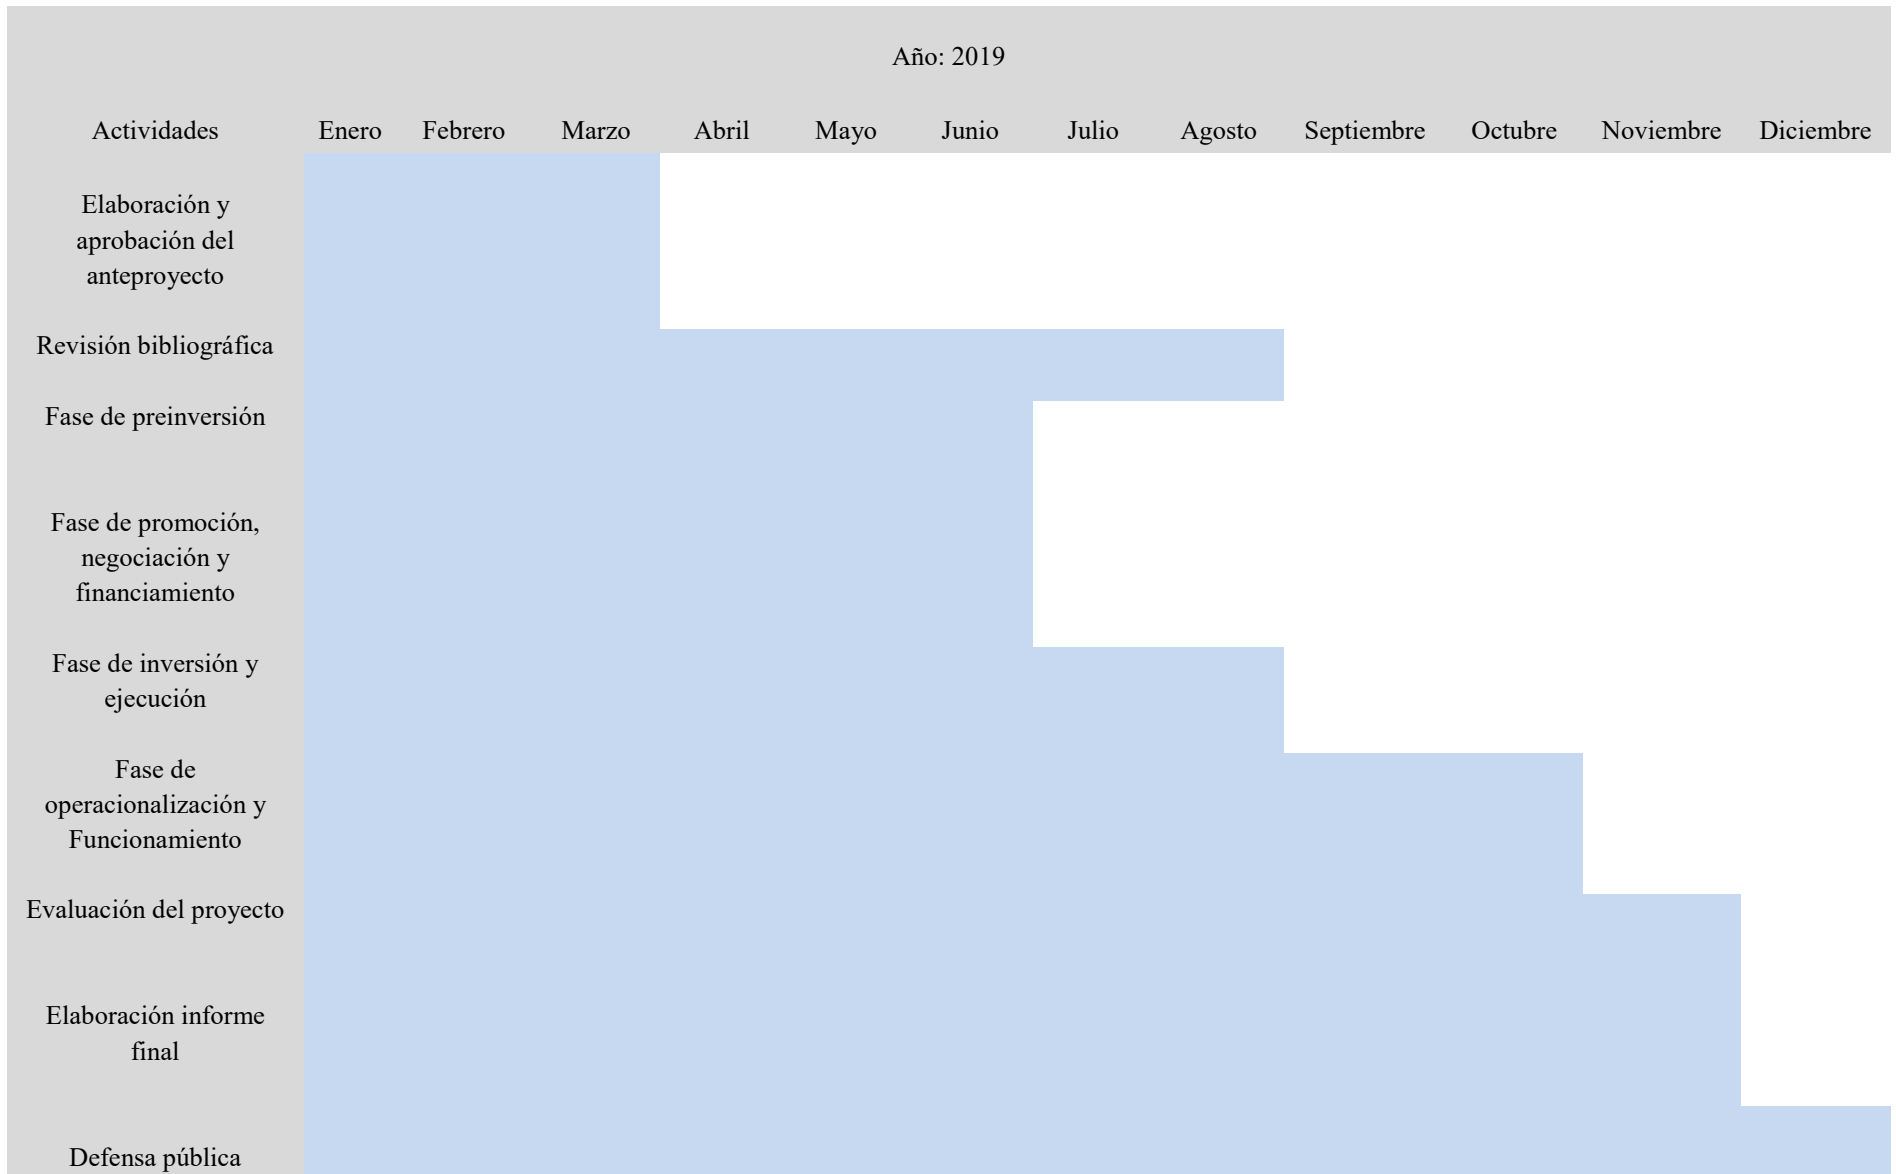 Año: 2019
Actividades Enero Febrero Marzo Abril Mayo Junio Julio Agosto Septiembre Octubre Noviembre Diciembre
Elaboración y
aprobación del
anteproyecto
Revisión bibliográfica
Fase de preinversión
Fase de promoción,
negociación y
financiamiento
Fase de inversión y
ejecución
Fase de
operacionalización y
Funcionamiento
Evaluación del proyecto
Elaboración informe
final
Defensa pública